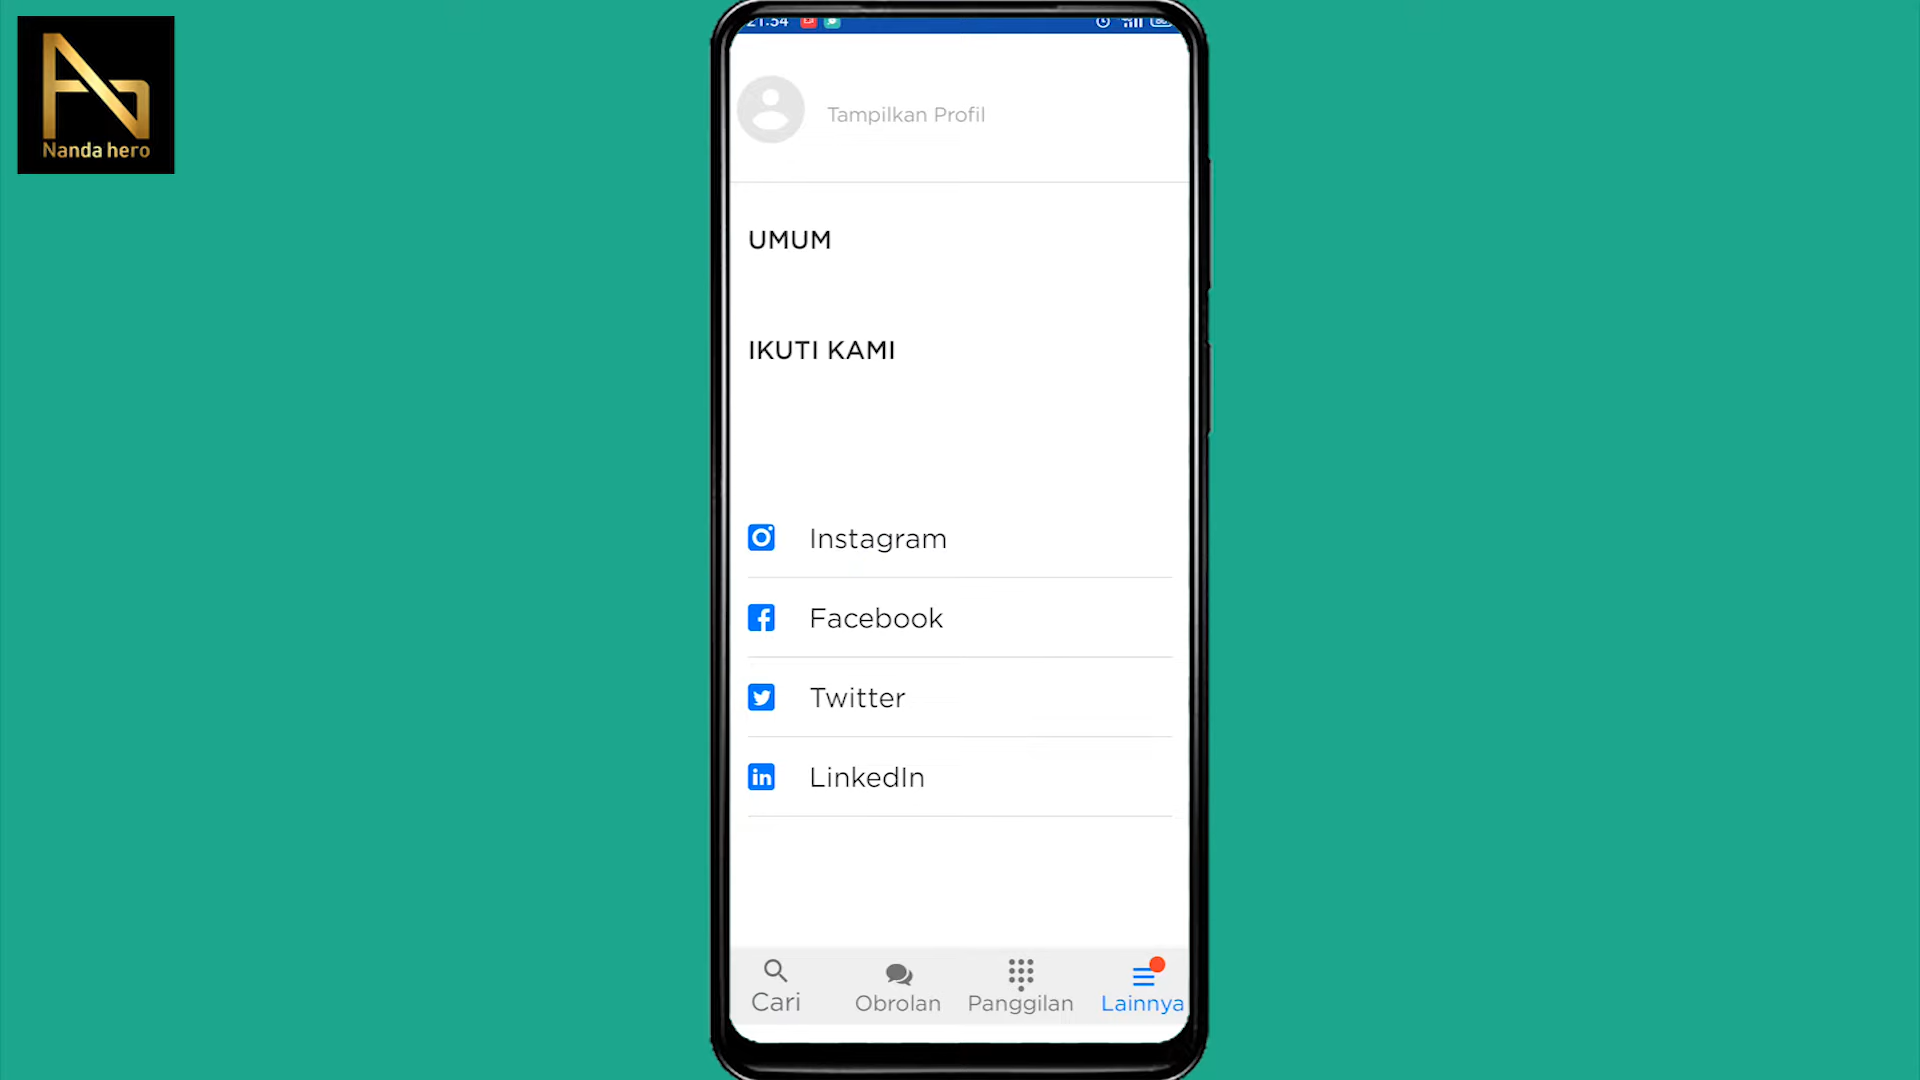 Nanda hero
21:54
Tampilkan Profil
UMUM
IKUTI KAMI
Instagram
Facebook
Twitter
LinkedIn
Cari
Obrolan
Panggilan
Lainnya